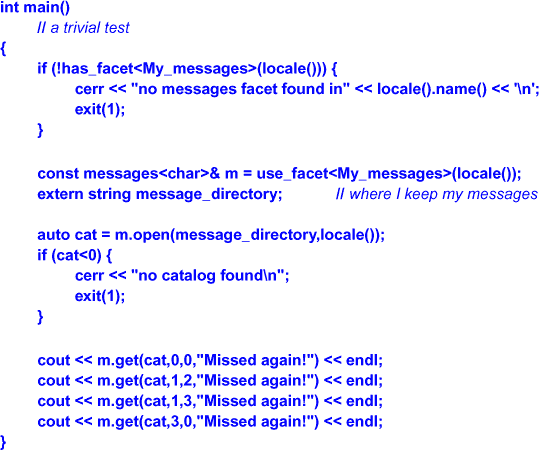 int main()
// a trivial test
{
if (!has_facet<My_messages>(locale())) {
cerr << "no messages facet found in" << locale().name() << '\n';
exit(1);
}
const messages<char>& m = use_facet<My_messages>(locale());
extern string message_directory; // where I keep my messages
auto cat = m.open(message_directory,locale());
if (cat<0) {
cerr << "no catalog found\n";
exit(1);
}
cout << m.get(cat,0,0,"Missed again!") << endl;
cout << m.get(cat,1,2,"Missed again!") << endl;
cout << m.get(cat,1,3,"Missed again!") << endl;
cout << m.get(cat,3,0,"Missed again!") << endl;
}